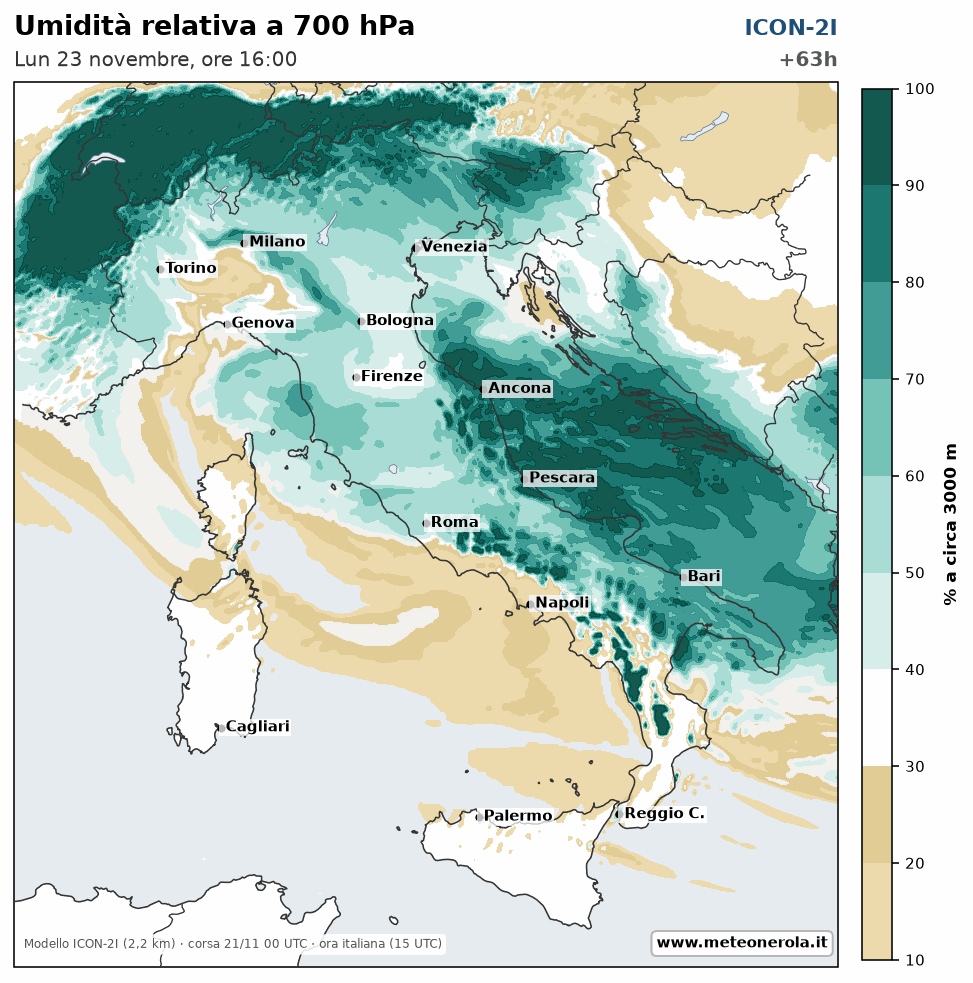 Umidità relativa a 700 hPa
ICON-2I
Lun 23 novembre, ore 16:00
+63h
Milano
Venezia
Torino
Genova
Bologna
Firenze
Ancona
Pescara
Roma
Bari
Napoli
Cagliari
Palermo
Reggio C.
Modello ICON-2I (2,2 km) · corsa 21/11 00 UTC · ora italiana (15 UTC)
www.meteonerola.it
100
90
80
70
60
50
40
30
20
10
% a circa 3000 m